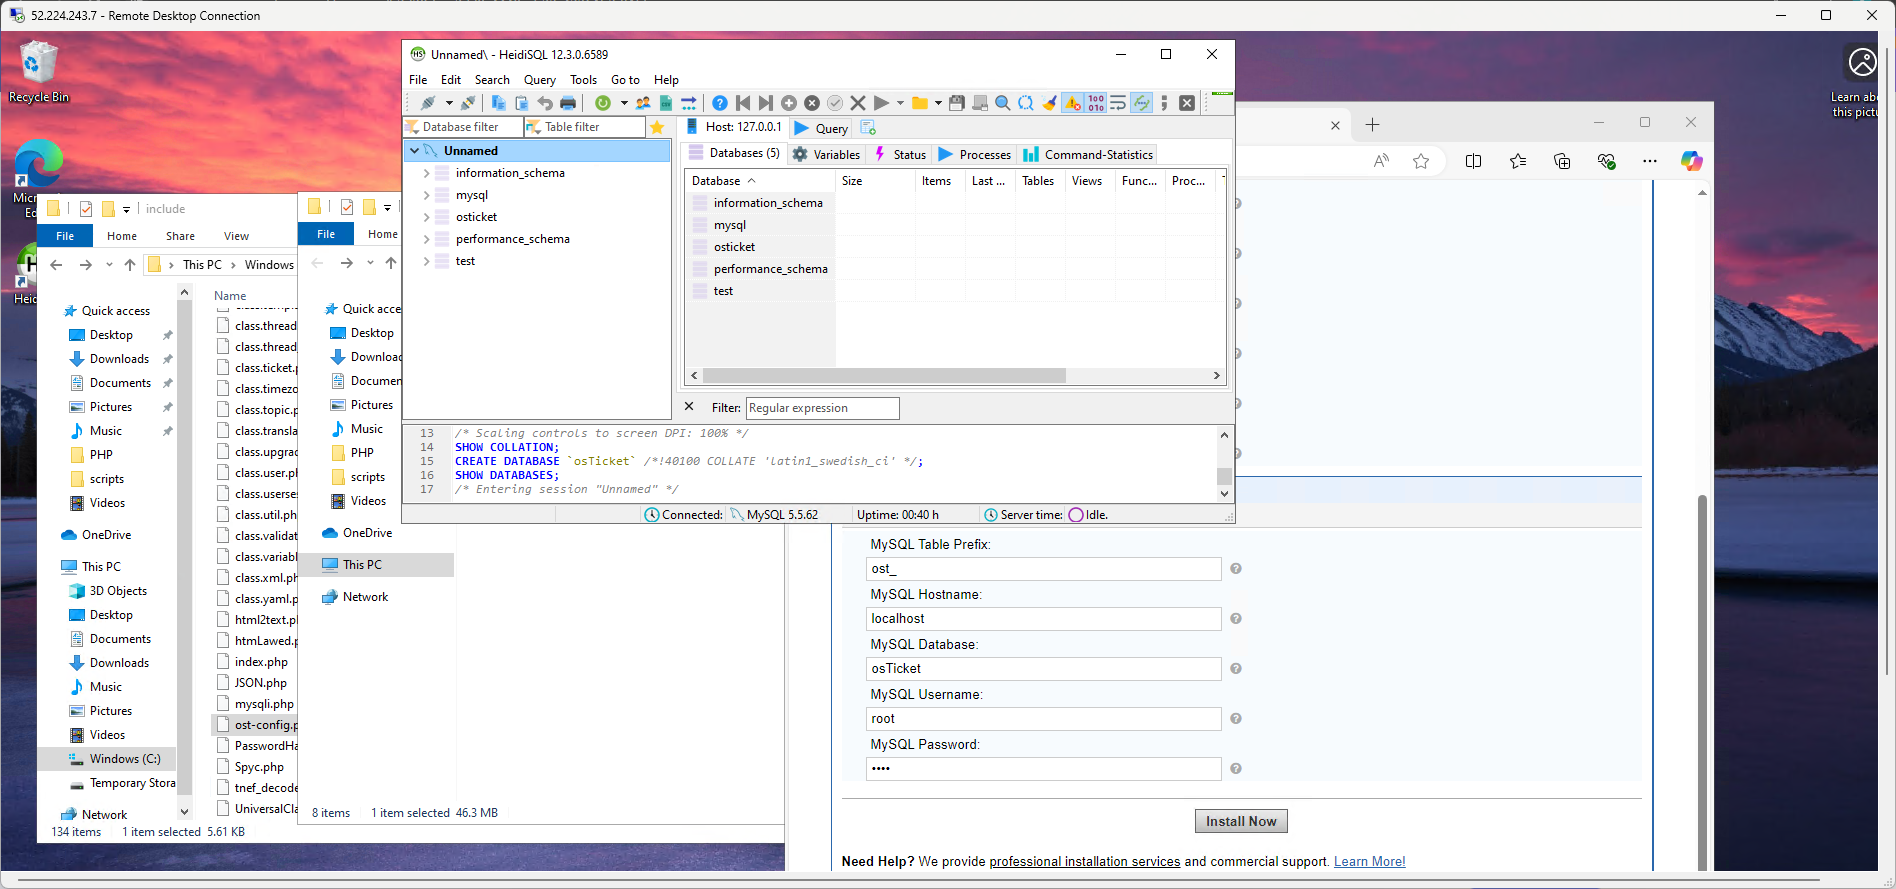 52.224.243.7 - Remote Desktop Connection
Recycle Bin
Learn abo
this pictu
include
File Home Share View
This PC Windows
Quick access
Desktop
Downloads
Documents
Pictures
Music
PHP
scripts
Videos
OneDrive
This PC
3D Objects
Desktop
Documents
Downloads
Music
Pictures
Videos
Windows (C:)
Temporary Stora
Network
134 items 1 item selected 5.61 KB
Name
class.thread
class.thread
class.ticket.p
class.timezo
class.topic.p
class.transla
class.upgrac
class.user.ph
class.userses
class.util.ph
class.validat
class.variabl
class.xml.ph
class.yaml.p
html2text.pl
htmLawed.p
index.php
JSON.php
mysqli.php
ost-config.p
PasswordHa
Spyc.php
tnef_decode
UniversalCla
File Home
Quick acce
Desktop
Downloac
Documen
Pictures
Music
PHP
scripts
Videos
OneDrive
This PC
Network
8 items 1 item selected 46.3 MB
Unnamed\ - HeidiSQL 12.3.0.6589
File Edit Search Query Tools Go to Help
Database filter Table filter
Unnamed
information_schema
mysql
osticket
performance_schema
test
Host: 127.0.0.1 Query
Databases (5) Variables Status Processes Command-Statistics
Database Size Items Last ... Tables Views Func... Proc...
information_schema
mysql
osticket
performance_schema
test
Filter: Regular expression
13 /* Scaling controls to screen DPI: 100% */
14 SHOW COLLATION;
15 CREATE DATABASE `osTicket` /*!40100 COLLATE 'latin1_swedish_ci' */;
16 SHOW DATABASES;
17 /* Entering session "Unnamed" */
Connected: MySQL 5.5.62 Uptime: 00:40 h Server time: Idle.
MySQL Table Prefix:
ost_
MySQL Hostname:
localhost
MySQL Database:
osTicket
MySQL Username:
root
MySQL Password:
••••
Install Now
Need Help? We provide professional installation services and commercial support. Learn More!